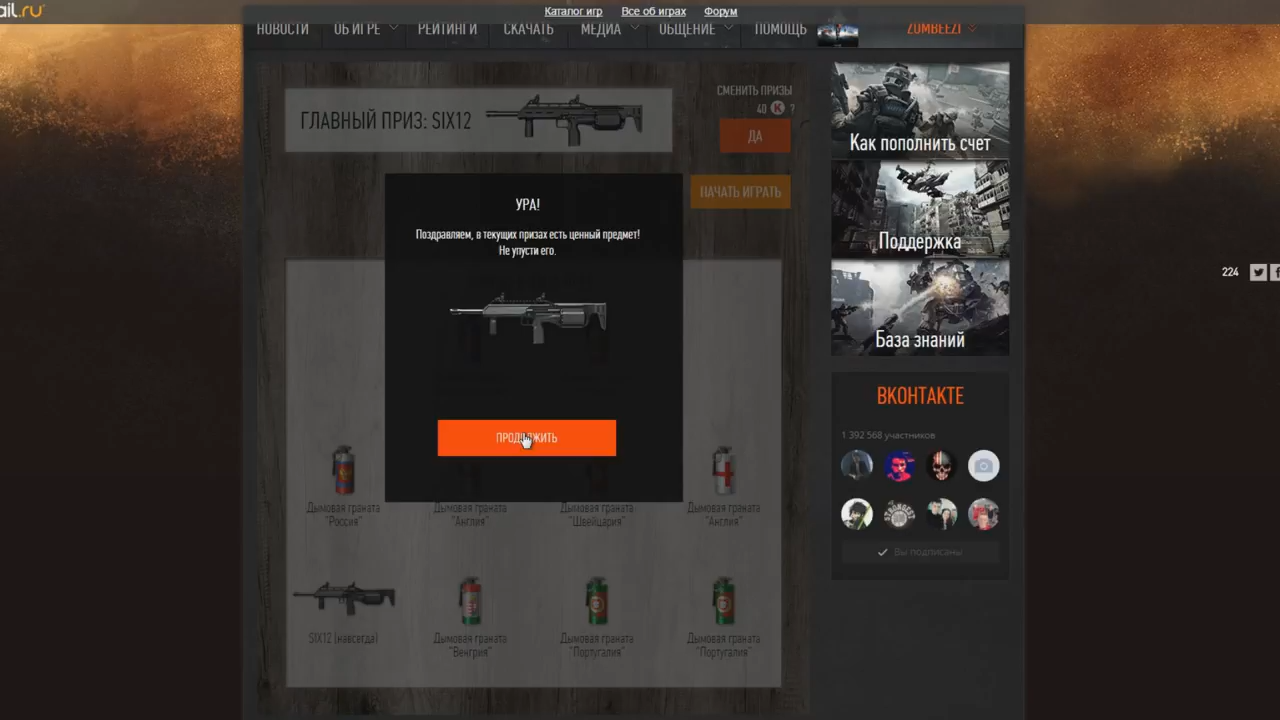 ail.ru
Каталог игр Все об играх Форум
НОВОСТИ ОБ ИГРЕ РЕЙТИНГИ СКАЧАТЬ МЕДИА ОБЩЕНИЕ ПОМОЩЬ ZOMBEEZI
ГЛАВНЫЙ ПРИЗ: SIX12
СМЕНИТЬ ПРИЗЫ
40 K ?
ДА
НАЧАТЬ ИГРАТЬ
УРА!
Поздравляем, в текущих призах есть ценный предмет!
Не упусти его.
ПРОДОЛЖИТЬ
Дымовая граната
"Россия"
Дымовая граната
"Англия"
Дымовая граната
"Швейцария"
Дымовая граната
"Англия"
SIX12 (навсегда)
Дымовая граната
"Венгрия"
Дымовая граната
"Португалия"
Дымовая граната
"Португалия"
Как пополнить счет
Поддержка
База знаний
ВКОНТАКТЕ
1 392 568 участников
Вы подписаны
224